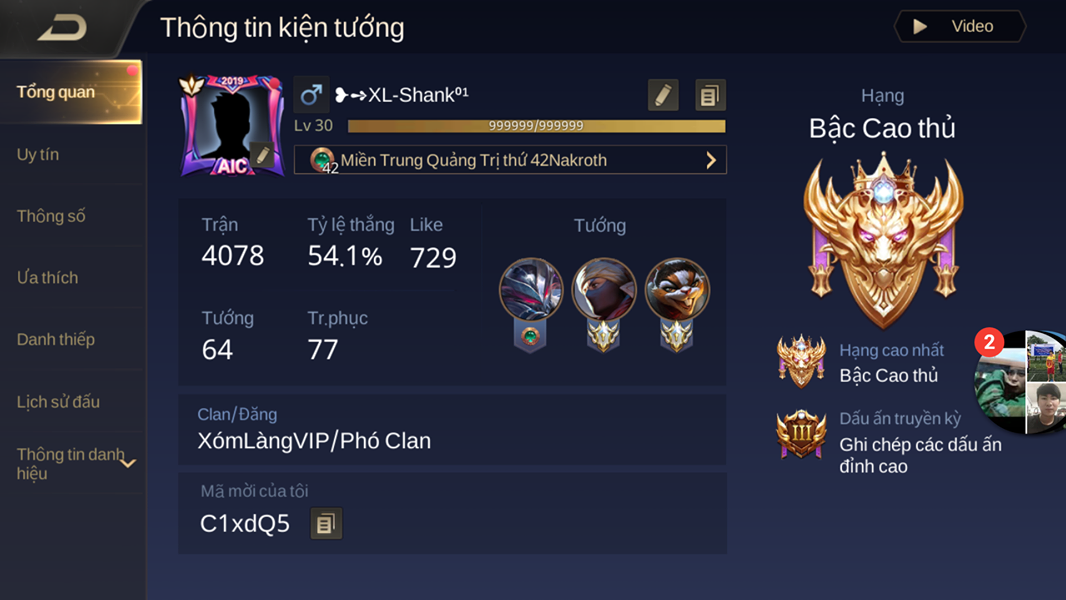 Thông tin kiện tướng
Video
Tổng quan
Uy tín
Thông số
Ưa thích
Danh thiếp
Lịch sử đấu
Thông tin danh
hiệu
2019
AIC
❥➻XL-Shank⁰¹
Lv 30
999999/999999
42
Miền Trung Quảng Trị thứ 42Nakroth
Trận
4078
Tỷ lệ thắng
54.1%
Like
729
Tướng
64
Tr.phục
77
Tướng
Clan/Đăng
XómLàngVIP/Phó Clan
Mã mời của tôi
C1xdQ5
Hạng
Bậc Cao thủ
Hạng cao nhất
Bậc Cao thủ
III
Dấu ấn truyền kỳ
Ghi chép các dấu ấn
đỉnh cao
2